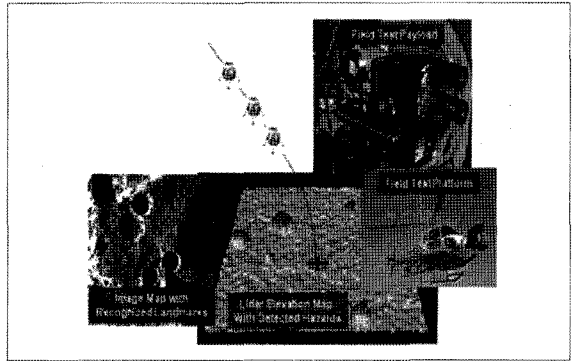 Field Test Payload
Field Test Platform
Image Map with
Recognized Landmarks
Lidar Elevation Map
With Detected Hazards